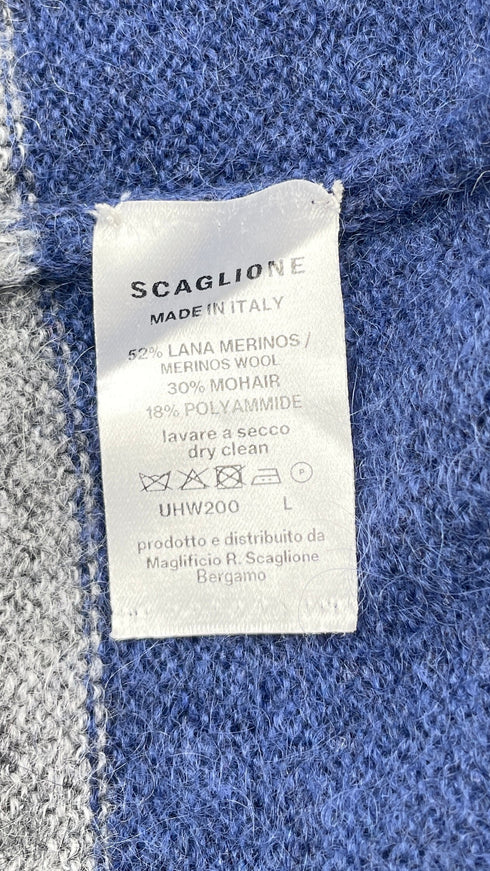 SCAGLIONE
MADE IN ITALY
52% LANA MERINOS /
MERINOS WOOL
30% MOHAIR
18% POLYAMMIDE
lavare a secco
dry clean
P
UHW200 L
prodotto e distribuito da
Maglificio R. Scaglione
Bergamo